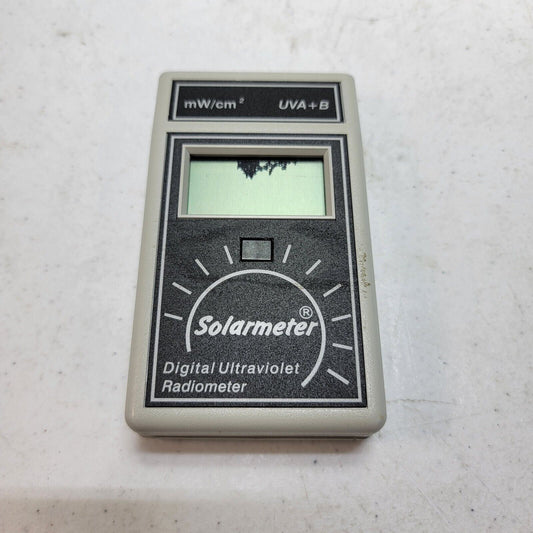 mW/cm² UVA+B
Solarmeter®
Digital Ultraviolet
Radiometer